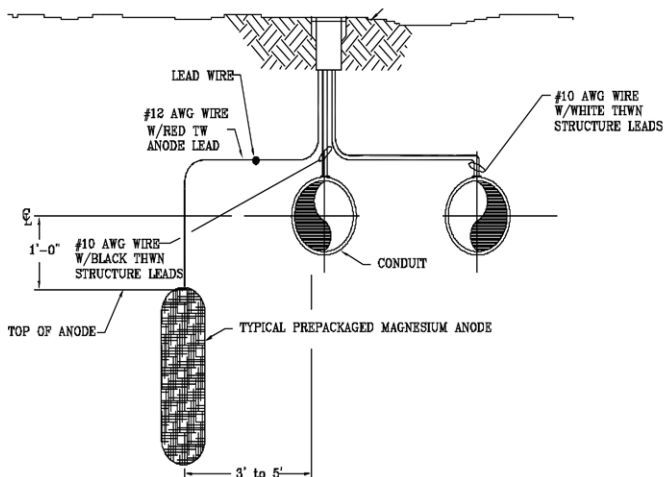 LEAD WIRE
#12 AWG WIRE
W/RED TW
ANODE LEAD
#10 AWG WIRE
W/WHITE THWN
STRUCTURE LEADS
℄
1'-0"
#10 AWG WIRE
W/BLACK THWN
STRUCTURE LEADS
CONDUIT
TOP OF ANODE
TYPICAL PREPACKAGED MAGNESIUM ANODE
3' to 5'